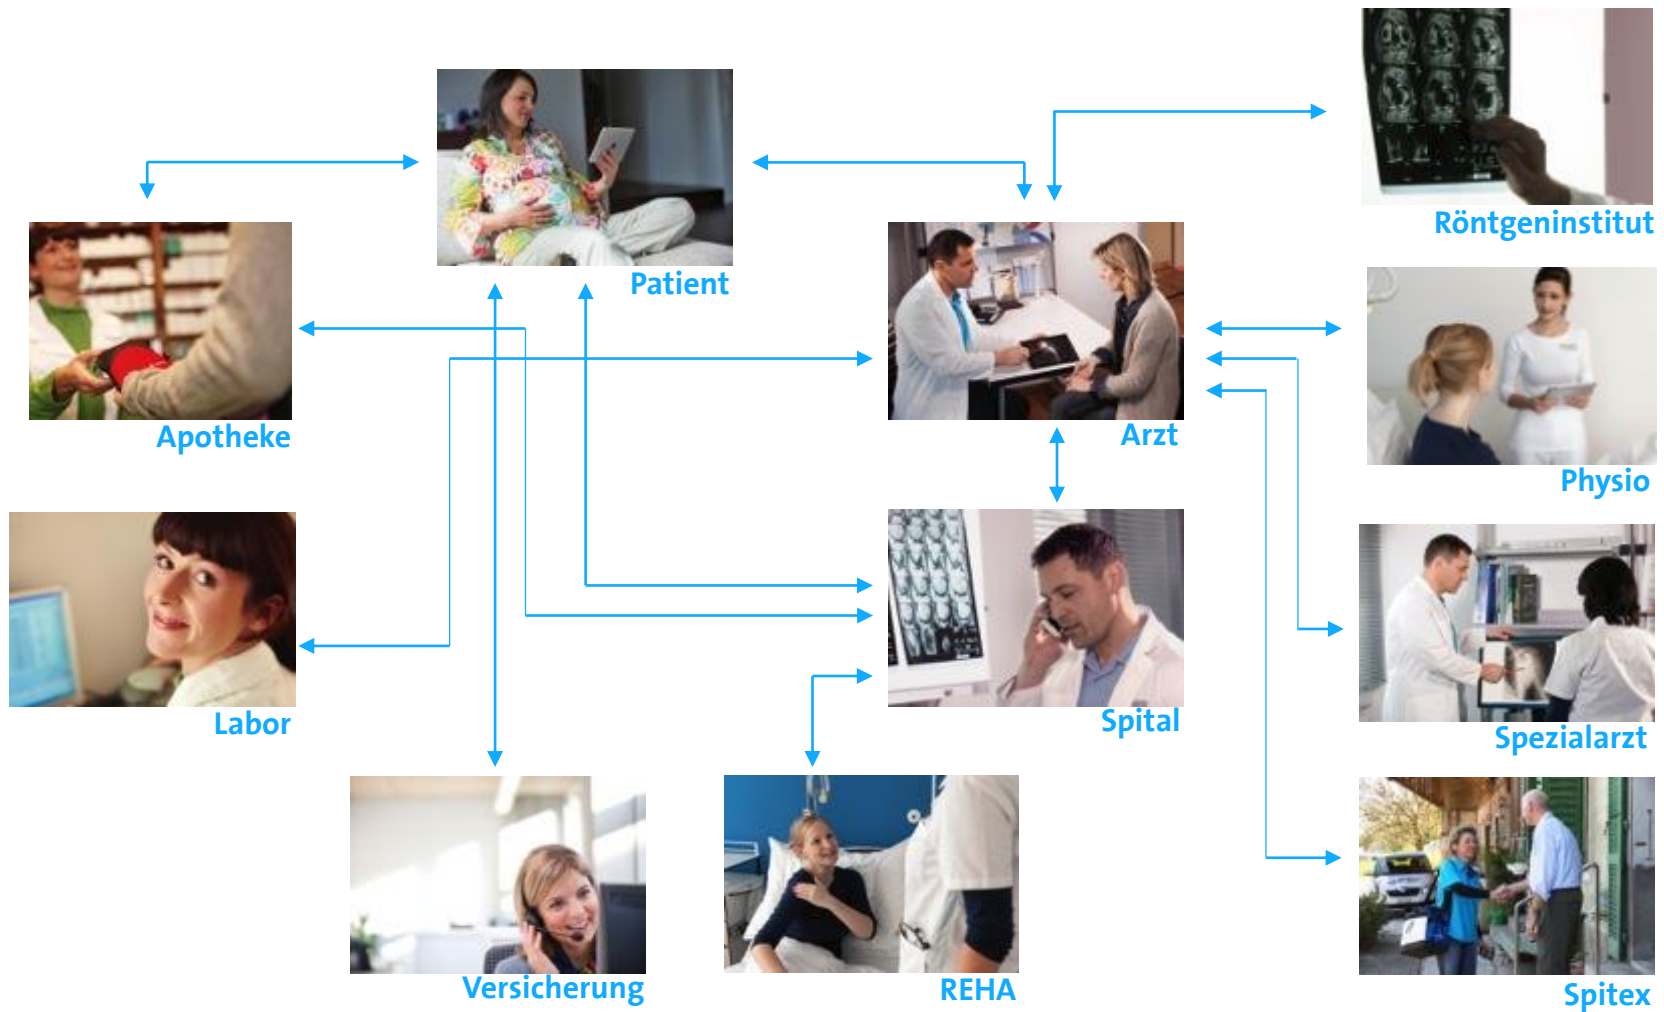 Röntgeninstitut
Patient
Apotheke
Arzt
Physio
Labor
Spital
Spezialarzt
Versicherung
REHA
Spitex